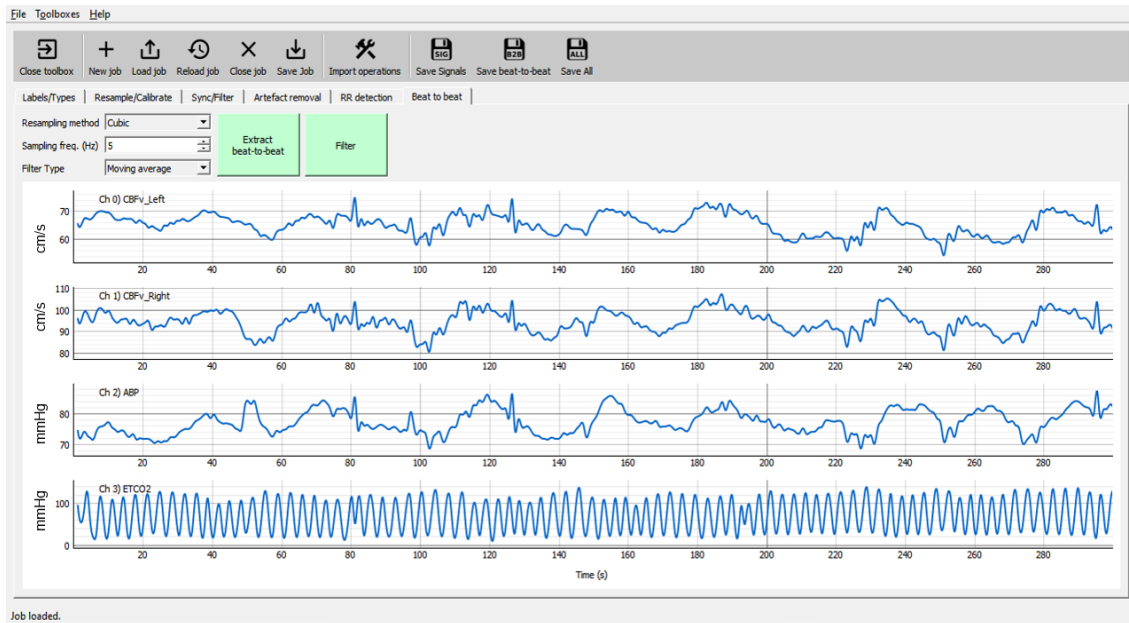 File Toolboxes Help
Close toolbox New job Load job Reload job Close job Save Job Import operations SIG Save Signals B2B Save beat-to-beat ALL Save All
Labels/Types Resample/Calibrate Sync/Filter Artefact removal RR detection Beat to beat
Resampling method Cubic
Sampling freq. (Hz) 5
Filter Type Moving average
Extract
beat-to-beat
Filter
Ch 0) CBFv_Left
cm/s
70
60
20 40 60 80 100 120 140 160 180 200 220 240 260 280
Ch 1) CBFv_Right
cm/s
110
100
90
80
20 40 60 80 100 120 140 160 180 200 220 240 260 280
Ch 2) ABP
mmHg
80
70
20 40 60 80 100 120 140 160 180 200 220 240 260 280
Ch 3) ETCO2
mmHg
100
0
20 40 60 80 100 120 140 160 180 200 220 240 260 280
Time (s)
Job loaded.